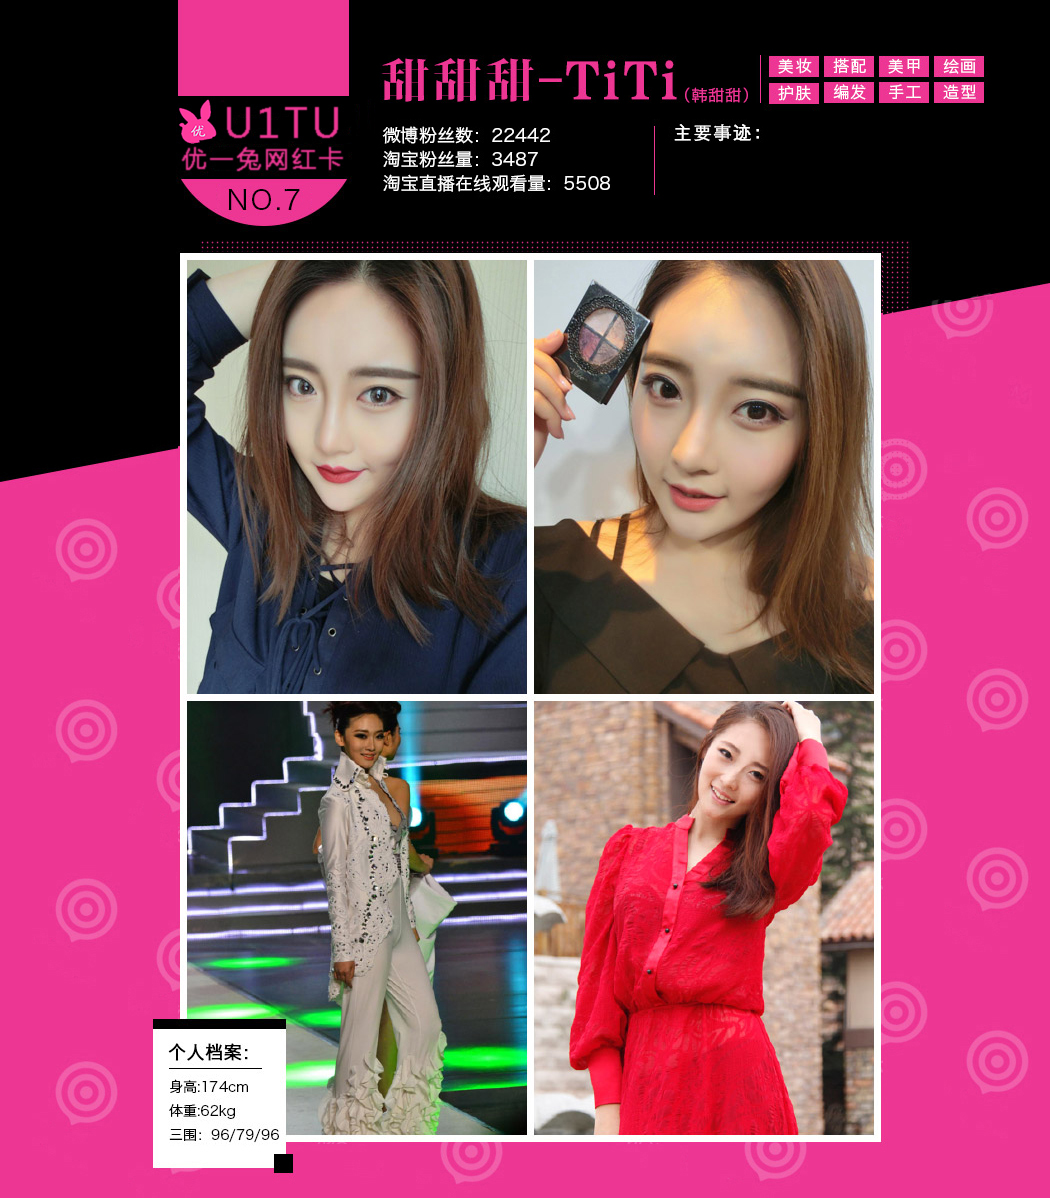 优
U1TU
优一兔网红卡
NO.7
甜甜甜-TiTi（韩甜甜）
美妆 搭配 美甲 绘画
护肤 编发 手工 造型
微博粉丝数：22442
淘宝粉丝量：3487
淘宝直播在线观看量：5508
主要事迹：
个人档案：
身高:174cm
体重:62kg
三围：96/79/96